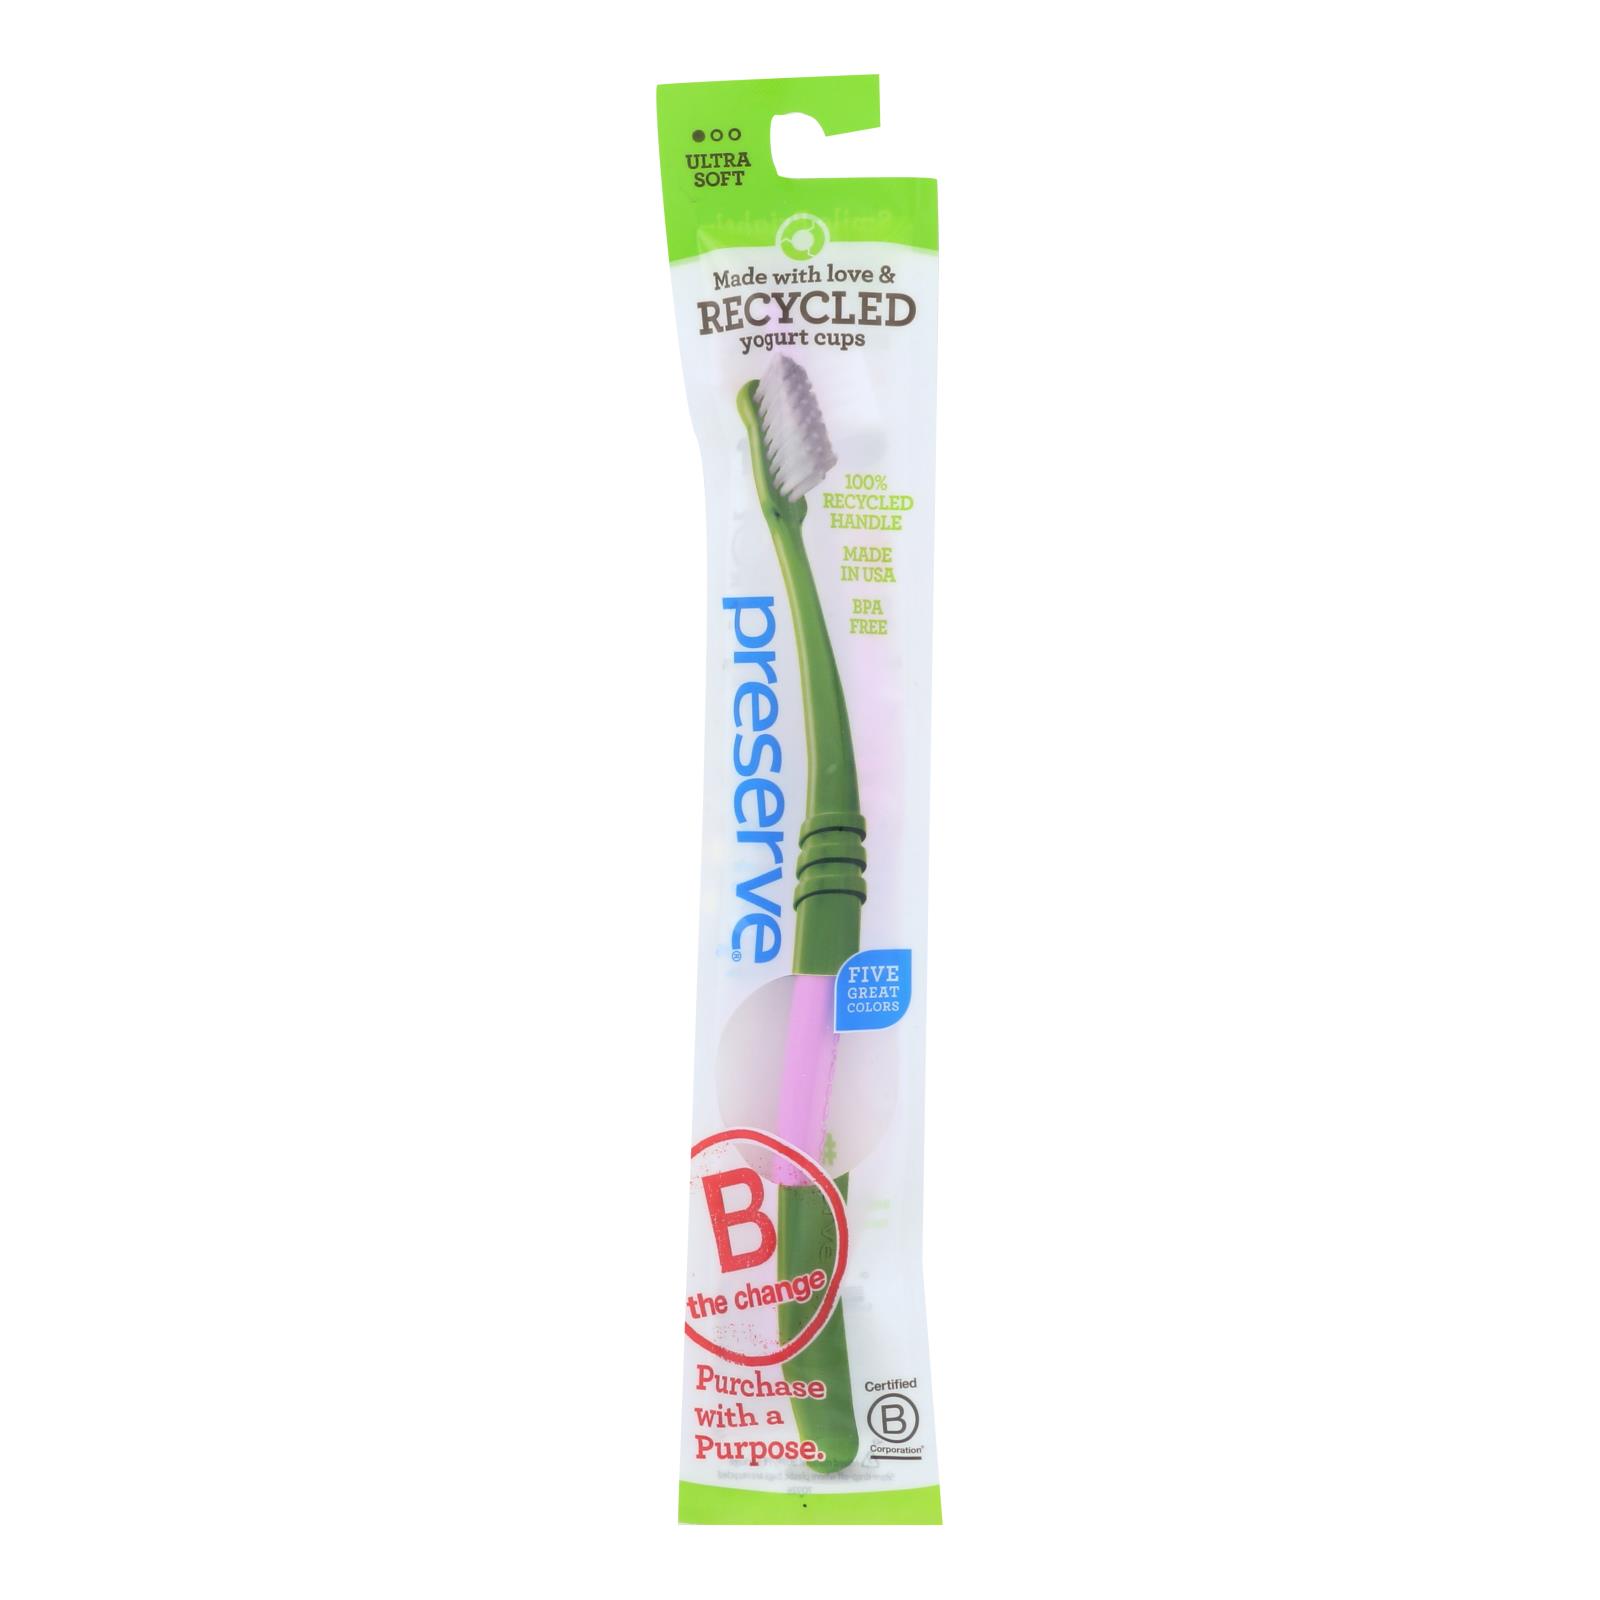 ULTRA
SOFT
Made with love &
RECYCLED
yogurt cups
100%
RECYCLED
HANDLE
MADE
IN USA
BPA
FREE
preserve®
FIVE
GREAT
COLORS
B
the change
Purchase
with a
Purpose.
Certified
B
Corporation